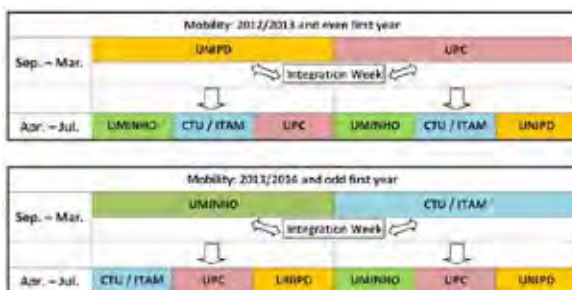 Mobility: 2012/2013 and even first year
Sep. – Mar.
UNIPD UPC
Integration Week
Apr. – Jul.
UMINHO CTU / ITAM UPC UMINHO CTU / ITAM UNIPD
Mobility: 2013/2016 and odd first year
Sep. – Mar.
UMINHO CTU / ITAM
Integration Week
Apr. – Jul.
CTU / ITAM UPC UNIPD UMINHO UPC UNIPD